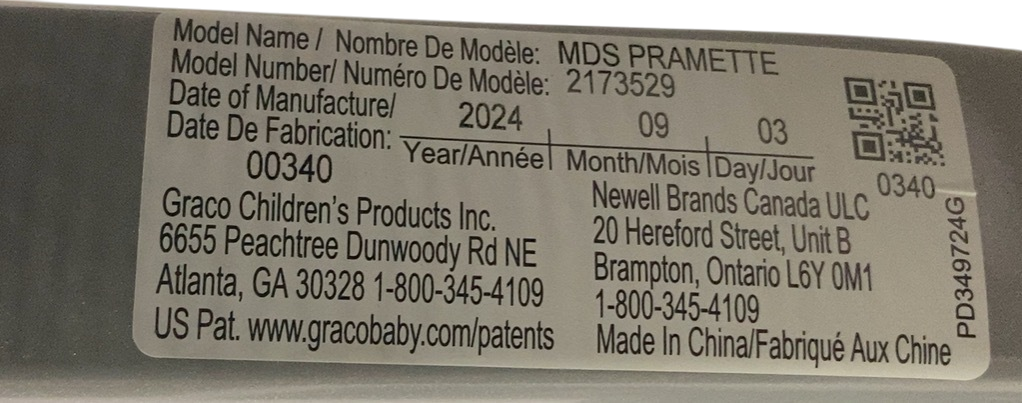 Model Name / Nombre De Modèle: MDS PRAMETTE
Model Number/ Numéro De Modèle: 2173529
Date of Manufacture/
Date De Fabrication:
2024 09 03
Year/Année Month/Mois Day/Jour
00340
0340
Graco Children's Products Inc.
6655 Peachtree Dunwoody Rd NE
Atlanta, GA 30328 1-800-345-4109
US Pat. www.gracobaby.com/patents
Newell Brands Canada ULC
20 Hereford Street, Unit B
Brampton, Ontario L6Y 0M1
1-800-345-4109
Made In China/Fabriqué Aux Chine
PD349724G